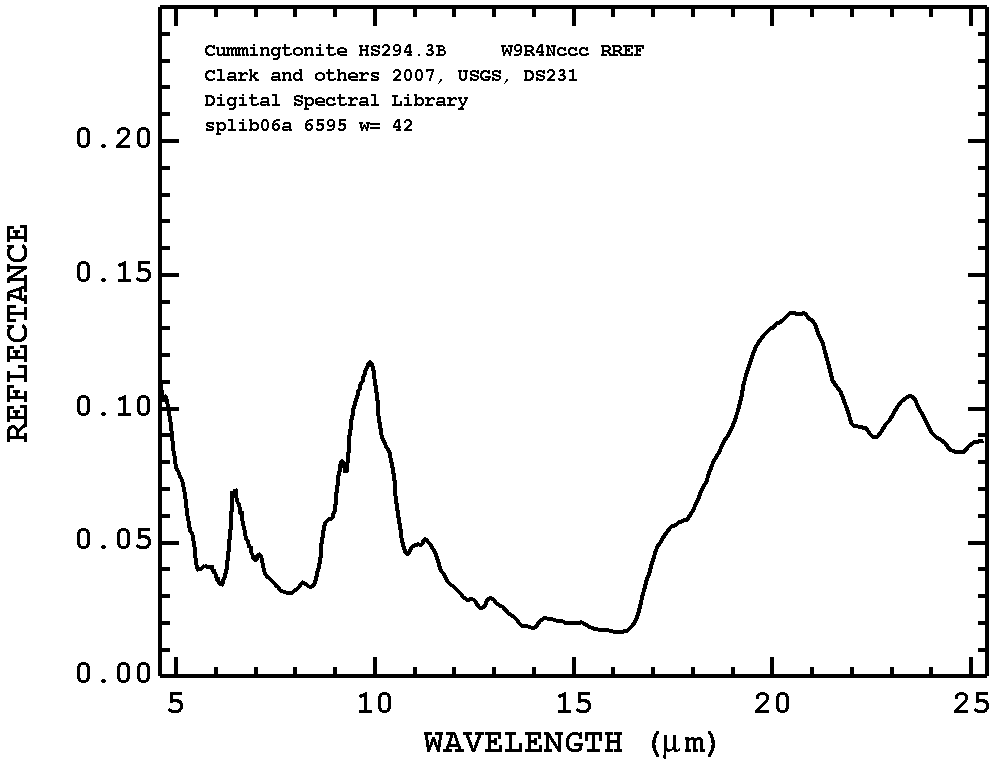 Cummingtonite HS294.3B W9R4Nccc RREF
Clark and others 2007, USGS, DS231
Digital Spectral Library
splib06a 6595 w= 42
REFLECTANCE
0.20
0.15
0.10
0.05
0.00
5 10 15 20 25
WAVELENGTH (μm)